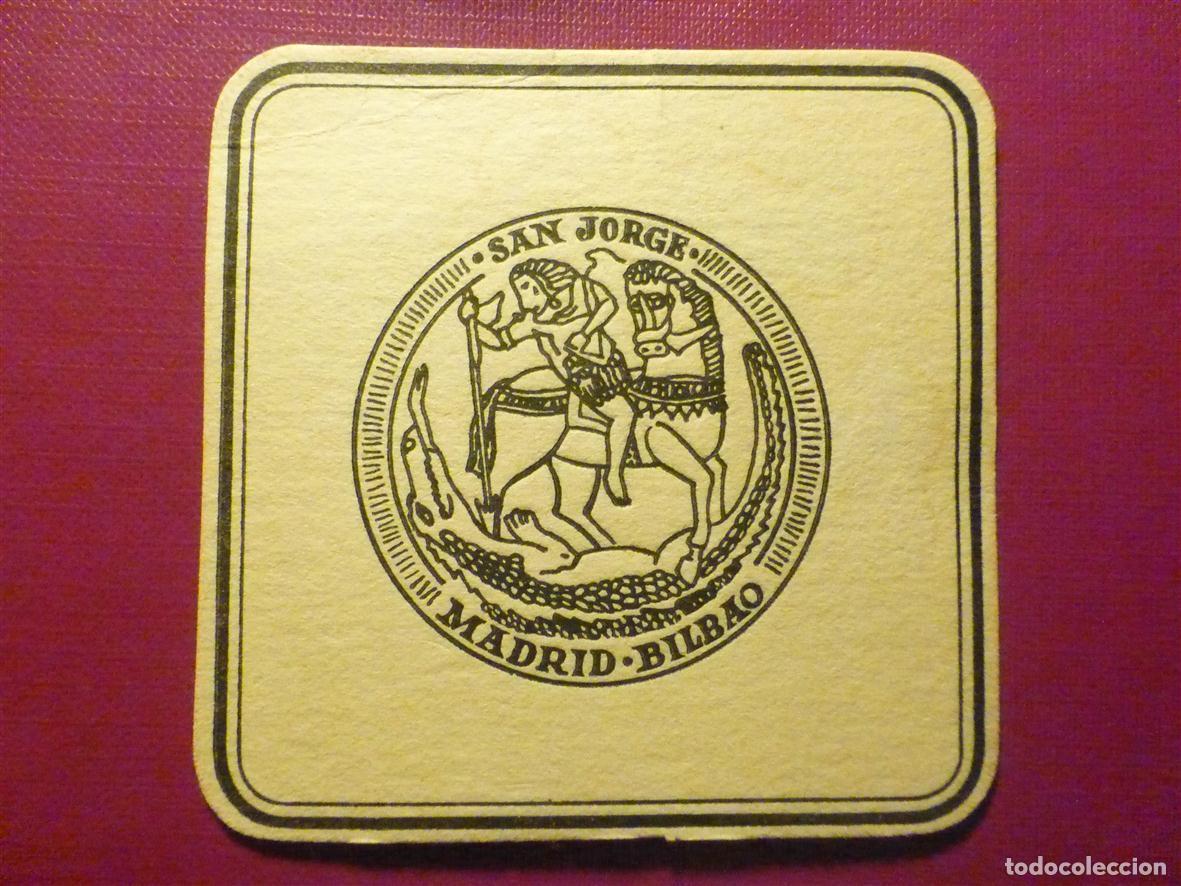 · SAN JORGE ·
MADRID · BILBAO
todocoleccion